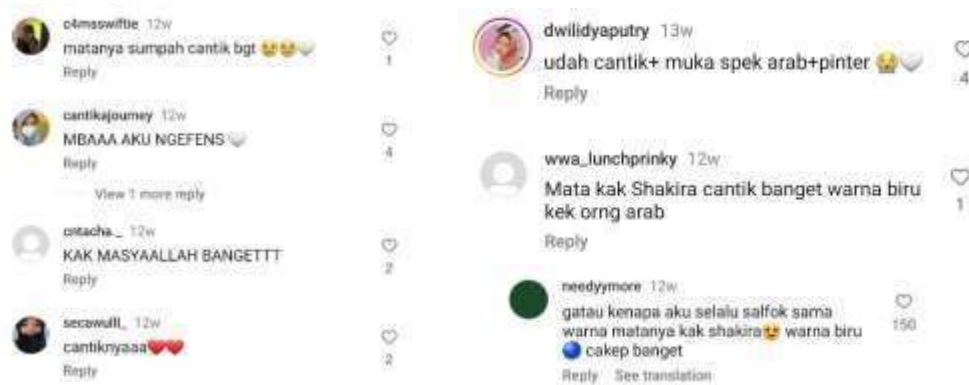 c4msswiftie 12w
matanya sumpah cantik bgt 😭😭🤍
1
Reply
cantikajourney 12w
MBAAA AKU NGEFENS🤍
4
Reply
View 1 more reply
cntacha._ 12w
KAK MASYAALLAH BANGETTT
2
Reply
secawulll_ 12w
cantiknyaaa❤️❤️
2
Reply
dwilidyaputry 13w
udah cantik+ muka spek arab+pinter 😭🤍
4
Reply
wwa_lunchprinky 12w
Mata kak Shakira cantik banget warna biru
kek orng arab
1
Reply
needyymore 12w
gatau kenapa aku selalu salfok sama
warna matanya kak shakira😉 warna biru
🔵 cakep banget
150
Reply See translation